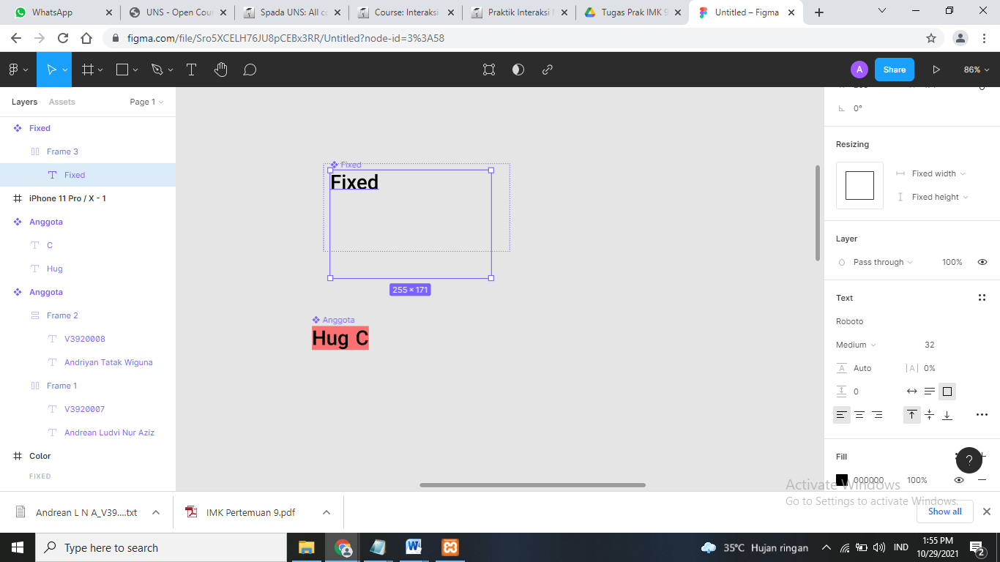 WhatsApp
UNS - Open Cour
Spada UNS: All co
Course: Interaksi
Praktik Interaksi M
Tugas Prak IMK 9
Untitled – Figma
figma.com/file/Sro5XCELH76JU8pCEBx3RR/Untitled?node-id=3%3A58
A
Share
86%
Layers
Assets
Page 1
0°
Fixed
Frame 3
Fixed
iPhone 11 Pro / X - 1
Anggota
C
Hug
Anggota
Frame 2
V3920008
Andriyan Tatak Wiguna
Frame 1
V3920007
Andrean Ludvi Nur Aziz
Color
FIXED
Fixed
Fixed
255 × 171
Anggota
Hug C
Resizing
Fixed width
Fixed height
Layer
Pass through
100%
Text
Roboto
Medium
32
A
Auto
|A|
0%
0
Fill
?
000000
100%
Activate Windows
Go to Settings to activate Windows.
Andrean L N A_V39....txt
IMK Pertemuan 9.pdf
Show all
Type here to search
35°C Hujan ringan
IND
1:55 PM
10/29/2021
2